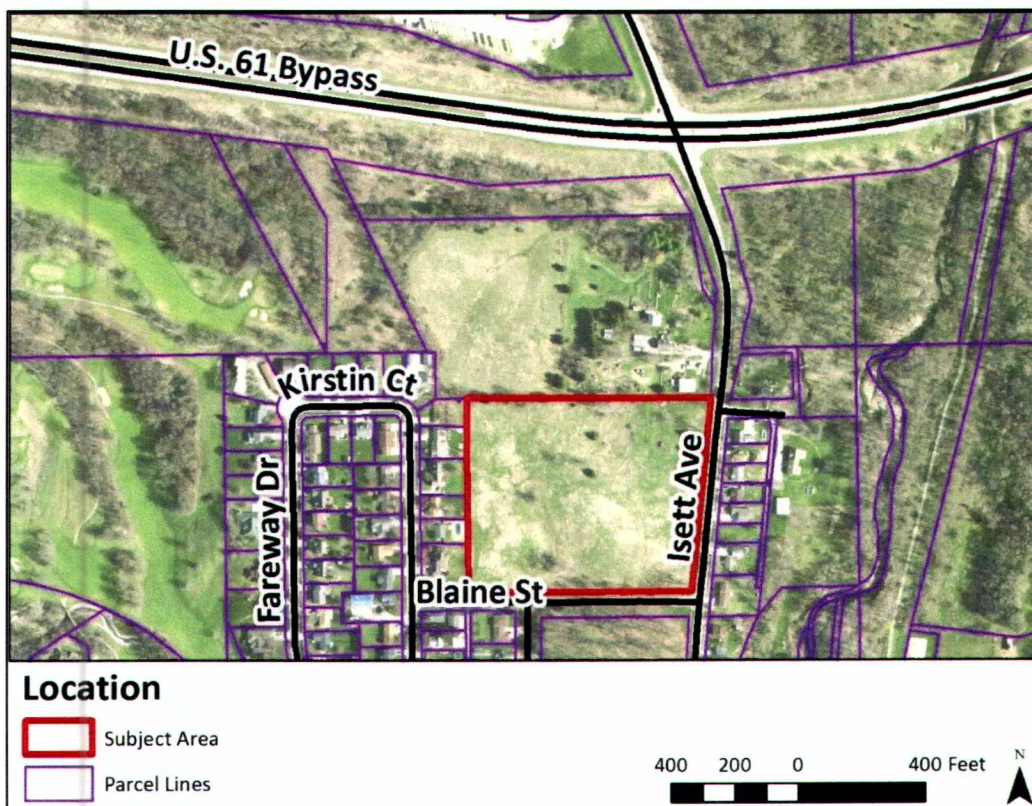 U.S. 61 Bypass
Kirstin Ct
Fareway Dr
Isett Ave
Blaine St
Location
Subject Area
Parcel Lines
400 200 0 400 Feet
N